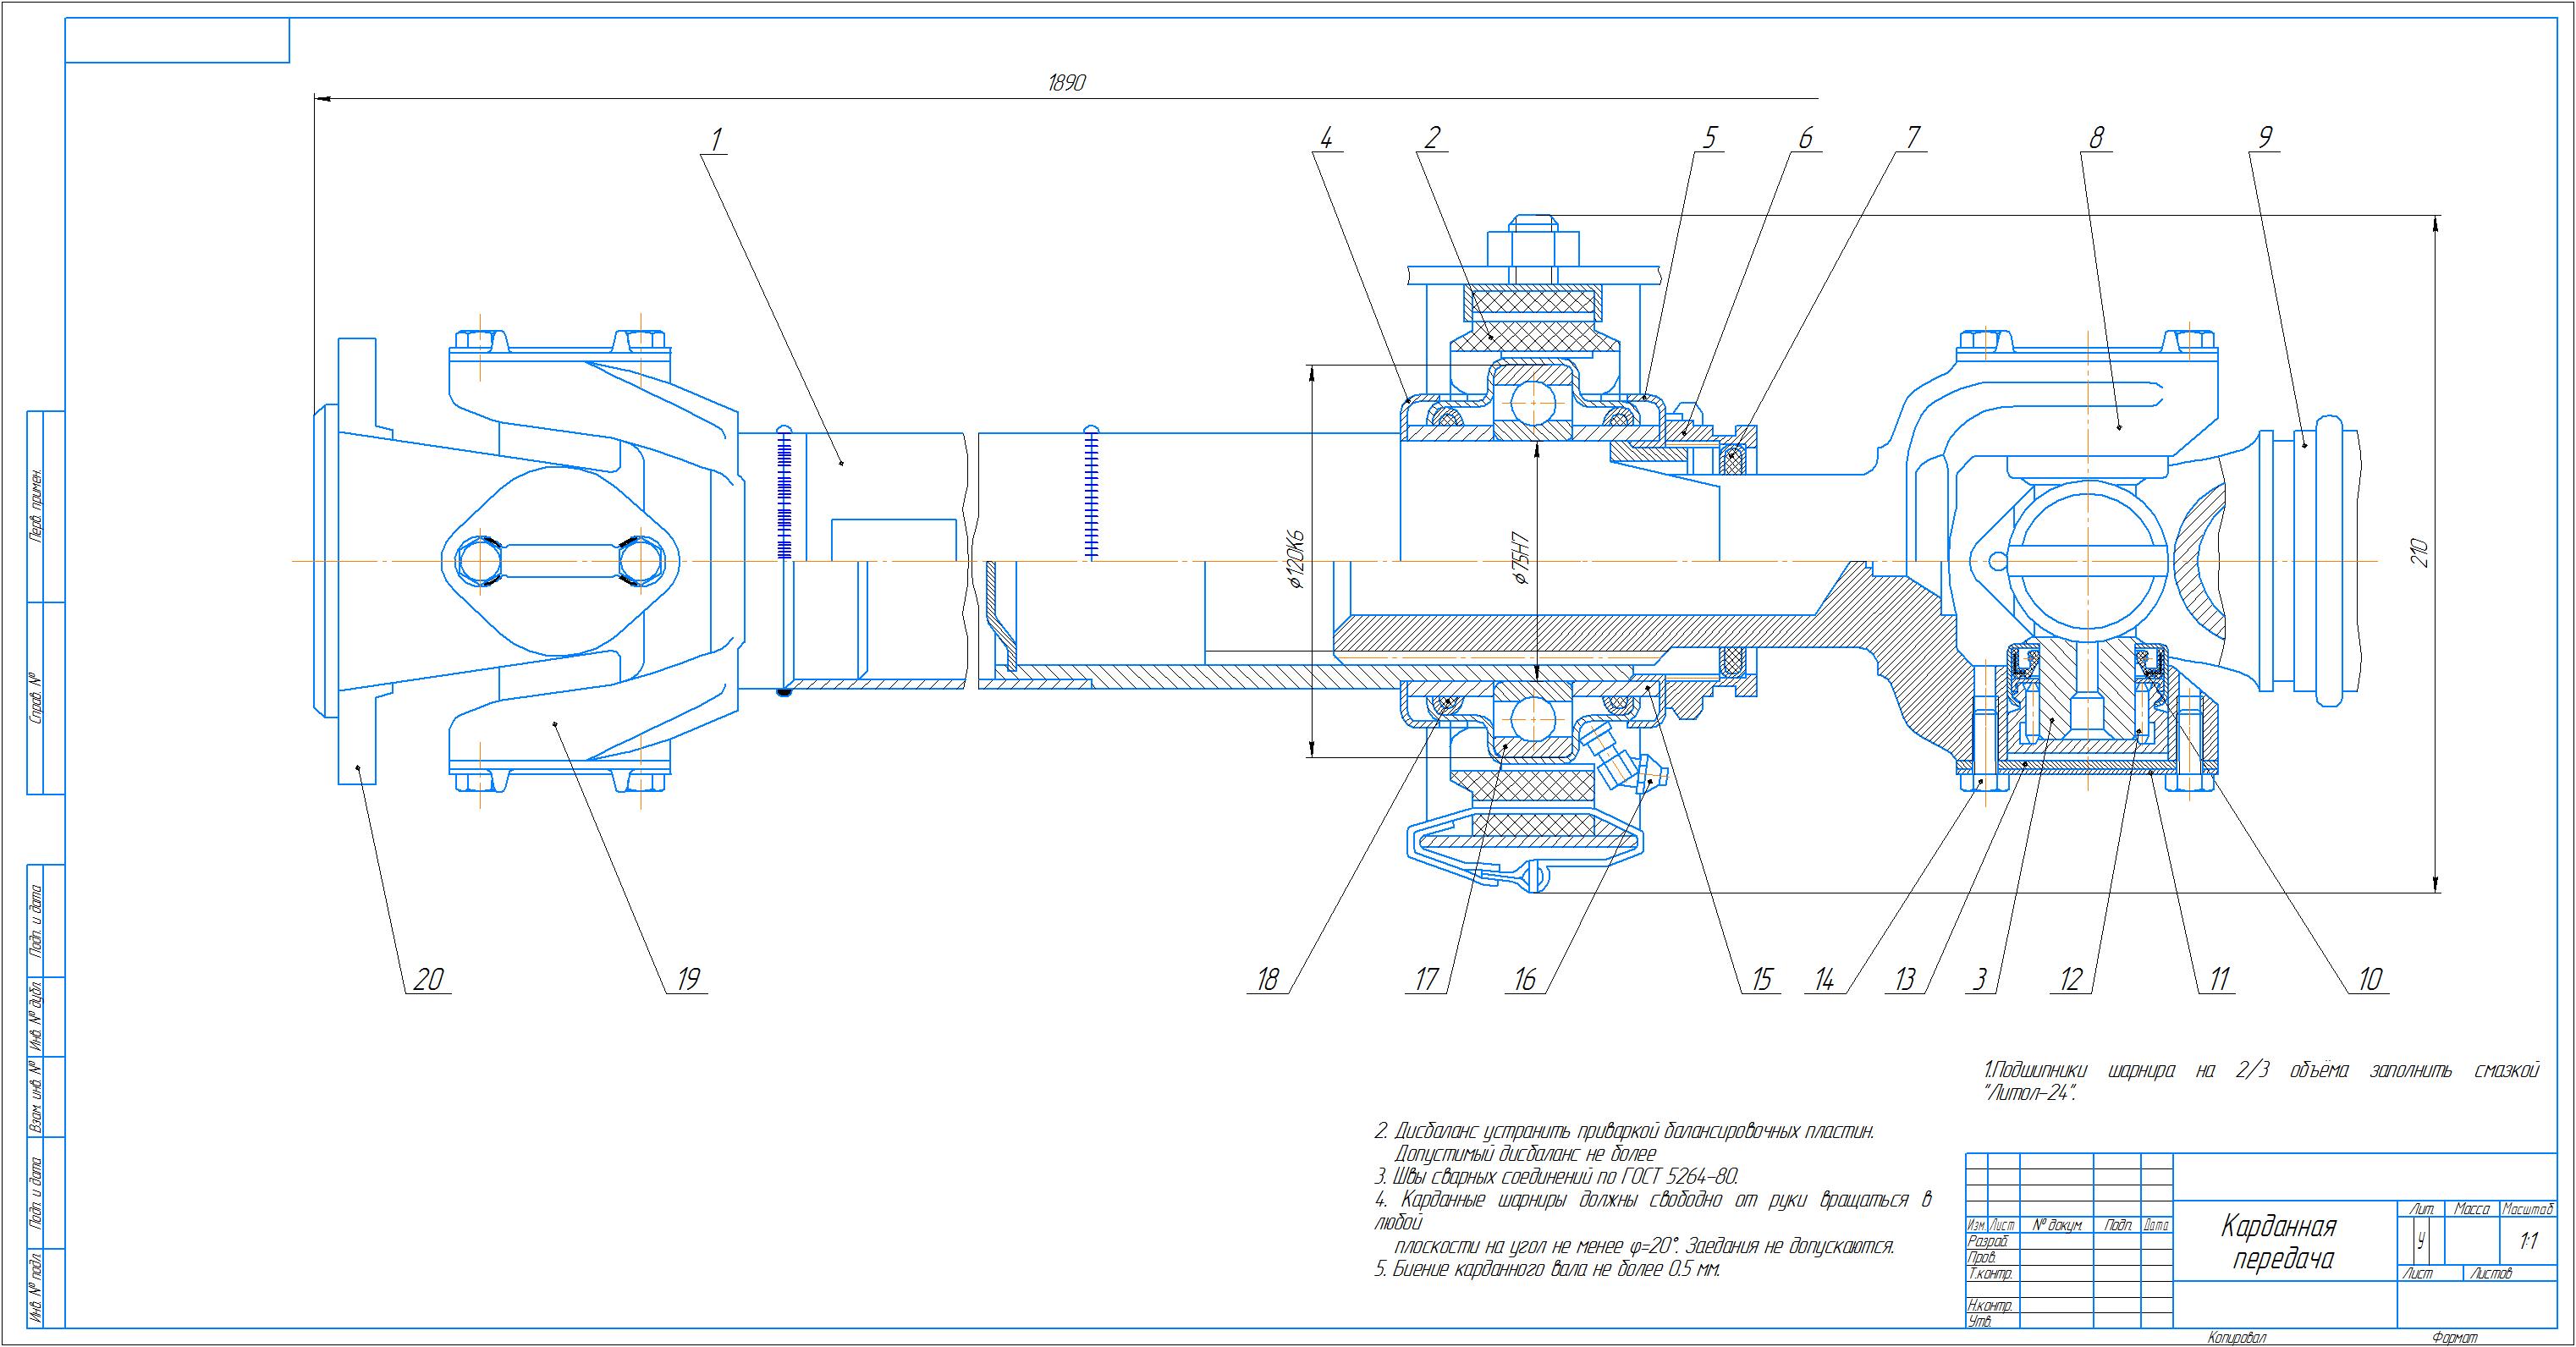 1890
1
4
2
5
6
7
8
9
ϕ120K6
ϕ75H7
210
20
19
18
17
16
15
14
13
3
12
11
10
1.Подшипники шарнира на 2/3 объёма заполнить смазкой
"Литол-24".
2. Дисбаланс устранить приваркой балансировочных пластин.
Допустимый дисбаланс не более
3. Швы сварных соединений по ГОСТ 5264-80.
4. Карданные шарниры должны свободно от руки вращаться в
любой
плоскости на угол не менее φ=20°. Заедания не допускаются.
5. Биение карданного вала не более 0.5 мм.
Перв. примен.
Справ. №
Подп. и дата
Инв. № дубл.
Взам. инв. №
Подп. и дата
Инв. № подл.
Изм. Лист № докум. Подп. Дата
Разраб.
Пров.
Т.контр.
Н.контр.
Утв.
Карданная
передача
Лит. Масса Масштаб
У 1:1
Лист Листов
Копировал Формат